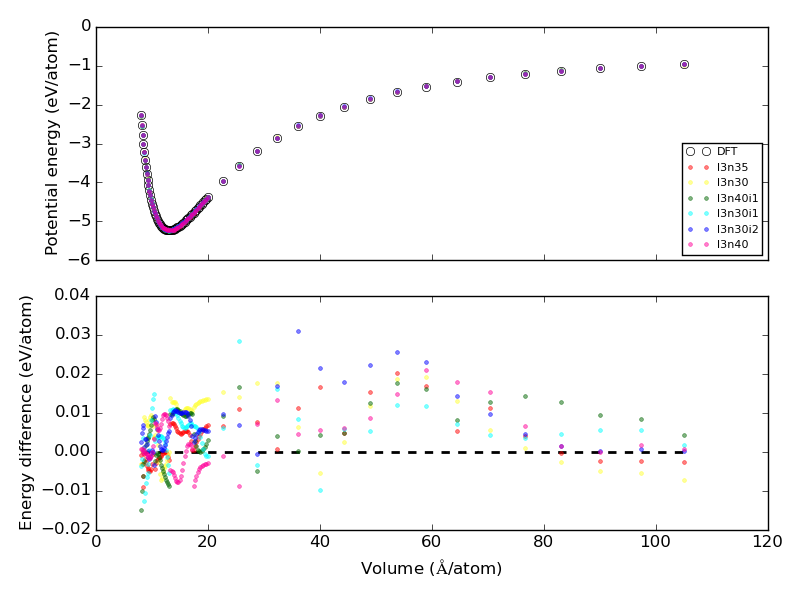 0
−1
−2
−3
−4
−5
−6
Potential energy (eV/atom)
DFT
l3n35
l3n30
l3n40i1
l3n30i1
l3n30i2
l3n40
0.04
0.03
0.02
0.01
0.00
−0.01
−0.02
Energy difference (eV/atom)
0 20 40 60 80 100 120
Volume (Å/atom)